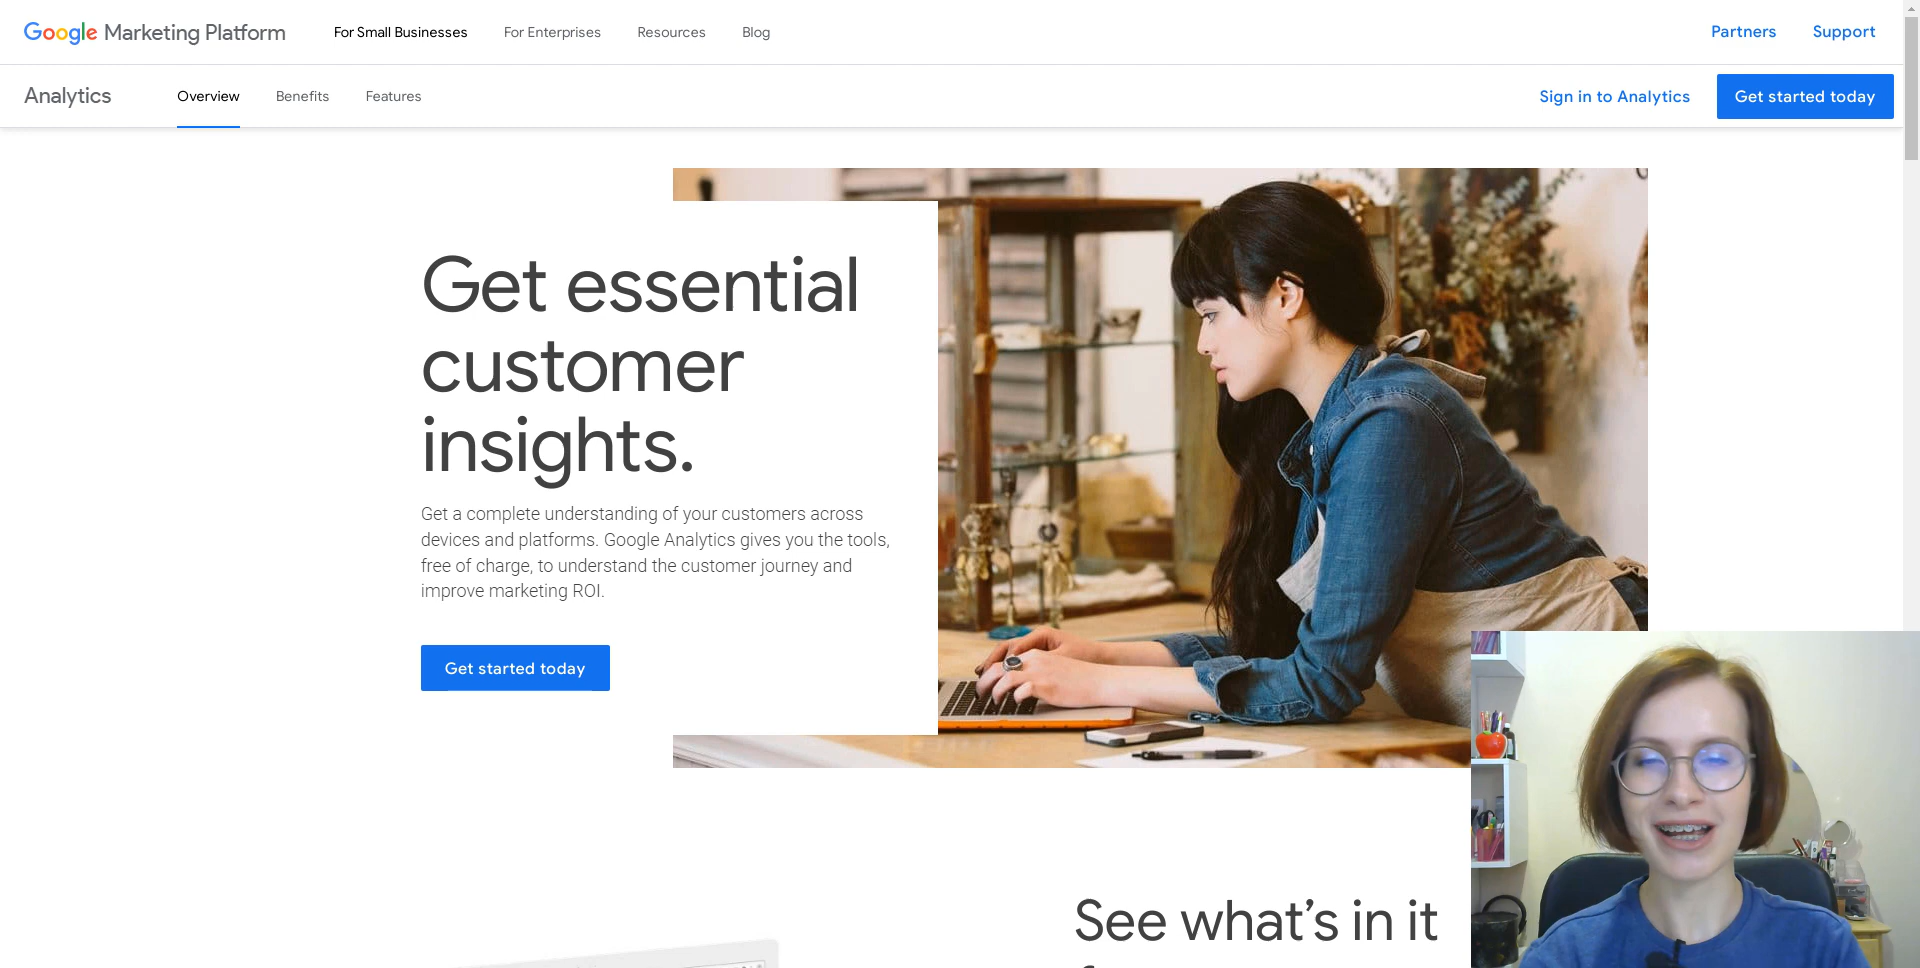 Google Marketing Platform
For Small Businesses
For Enterprises
Resources
Blog
Partners
Support
Analytics
Overview
Benefits
Features
Sign in to Analytics
Get started today
Get essential
customer
insights.
Get a complete understanding of your customers across
devices and platforms. Google Analytics gives you the tools,
free of charge, to understand the customer journey and
improve marketing ROI.
Get started today
See what’s in it